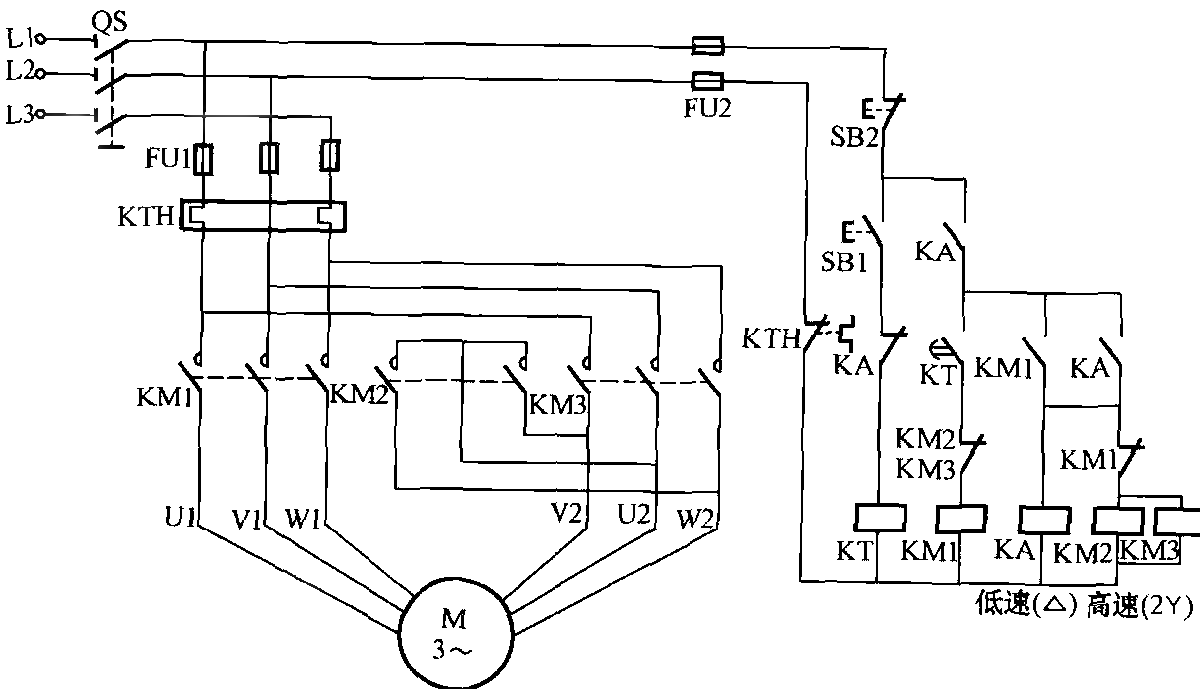 QS
L1
L2
L3
FU2
SB2
FU1
KTH
SB1
KA
KTH
KA
KT
KM1
KA
KM1
KM2
KM3
KM2
KM3
KM1
U1
V1
W1
V2
U2
W2
KT
KM1
KA
KM2
KM3
低速(△)
高速(2Y)
M
3～